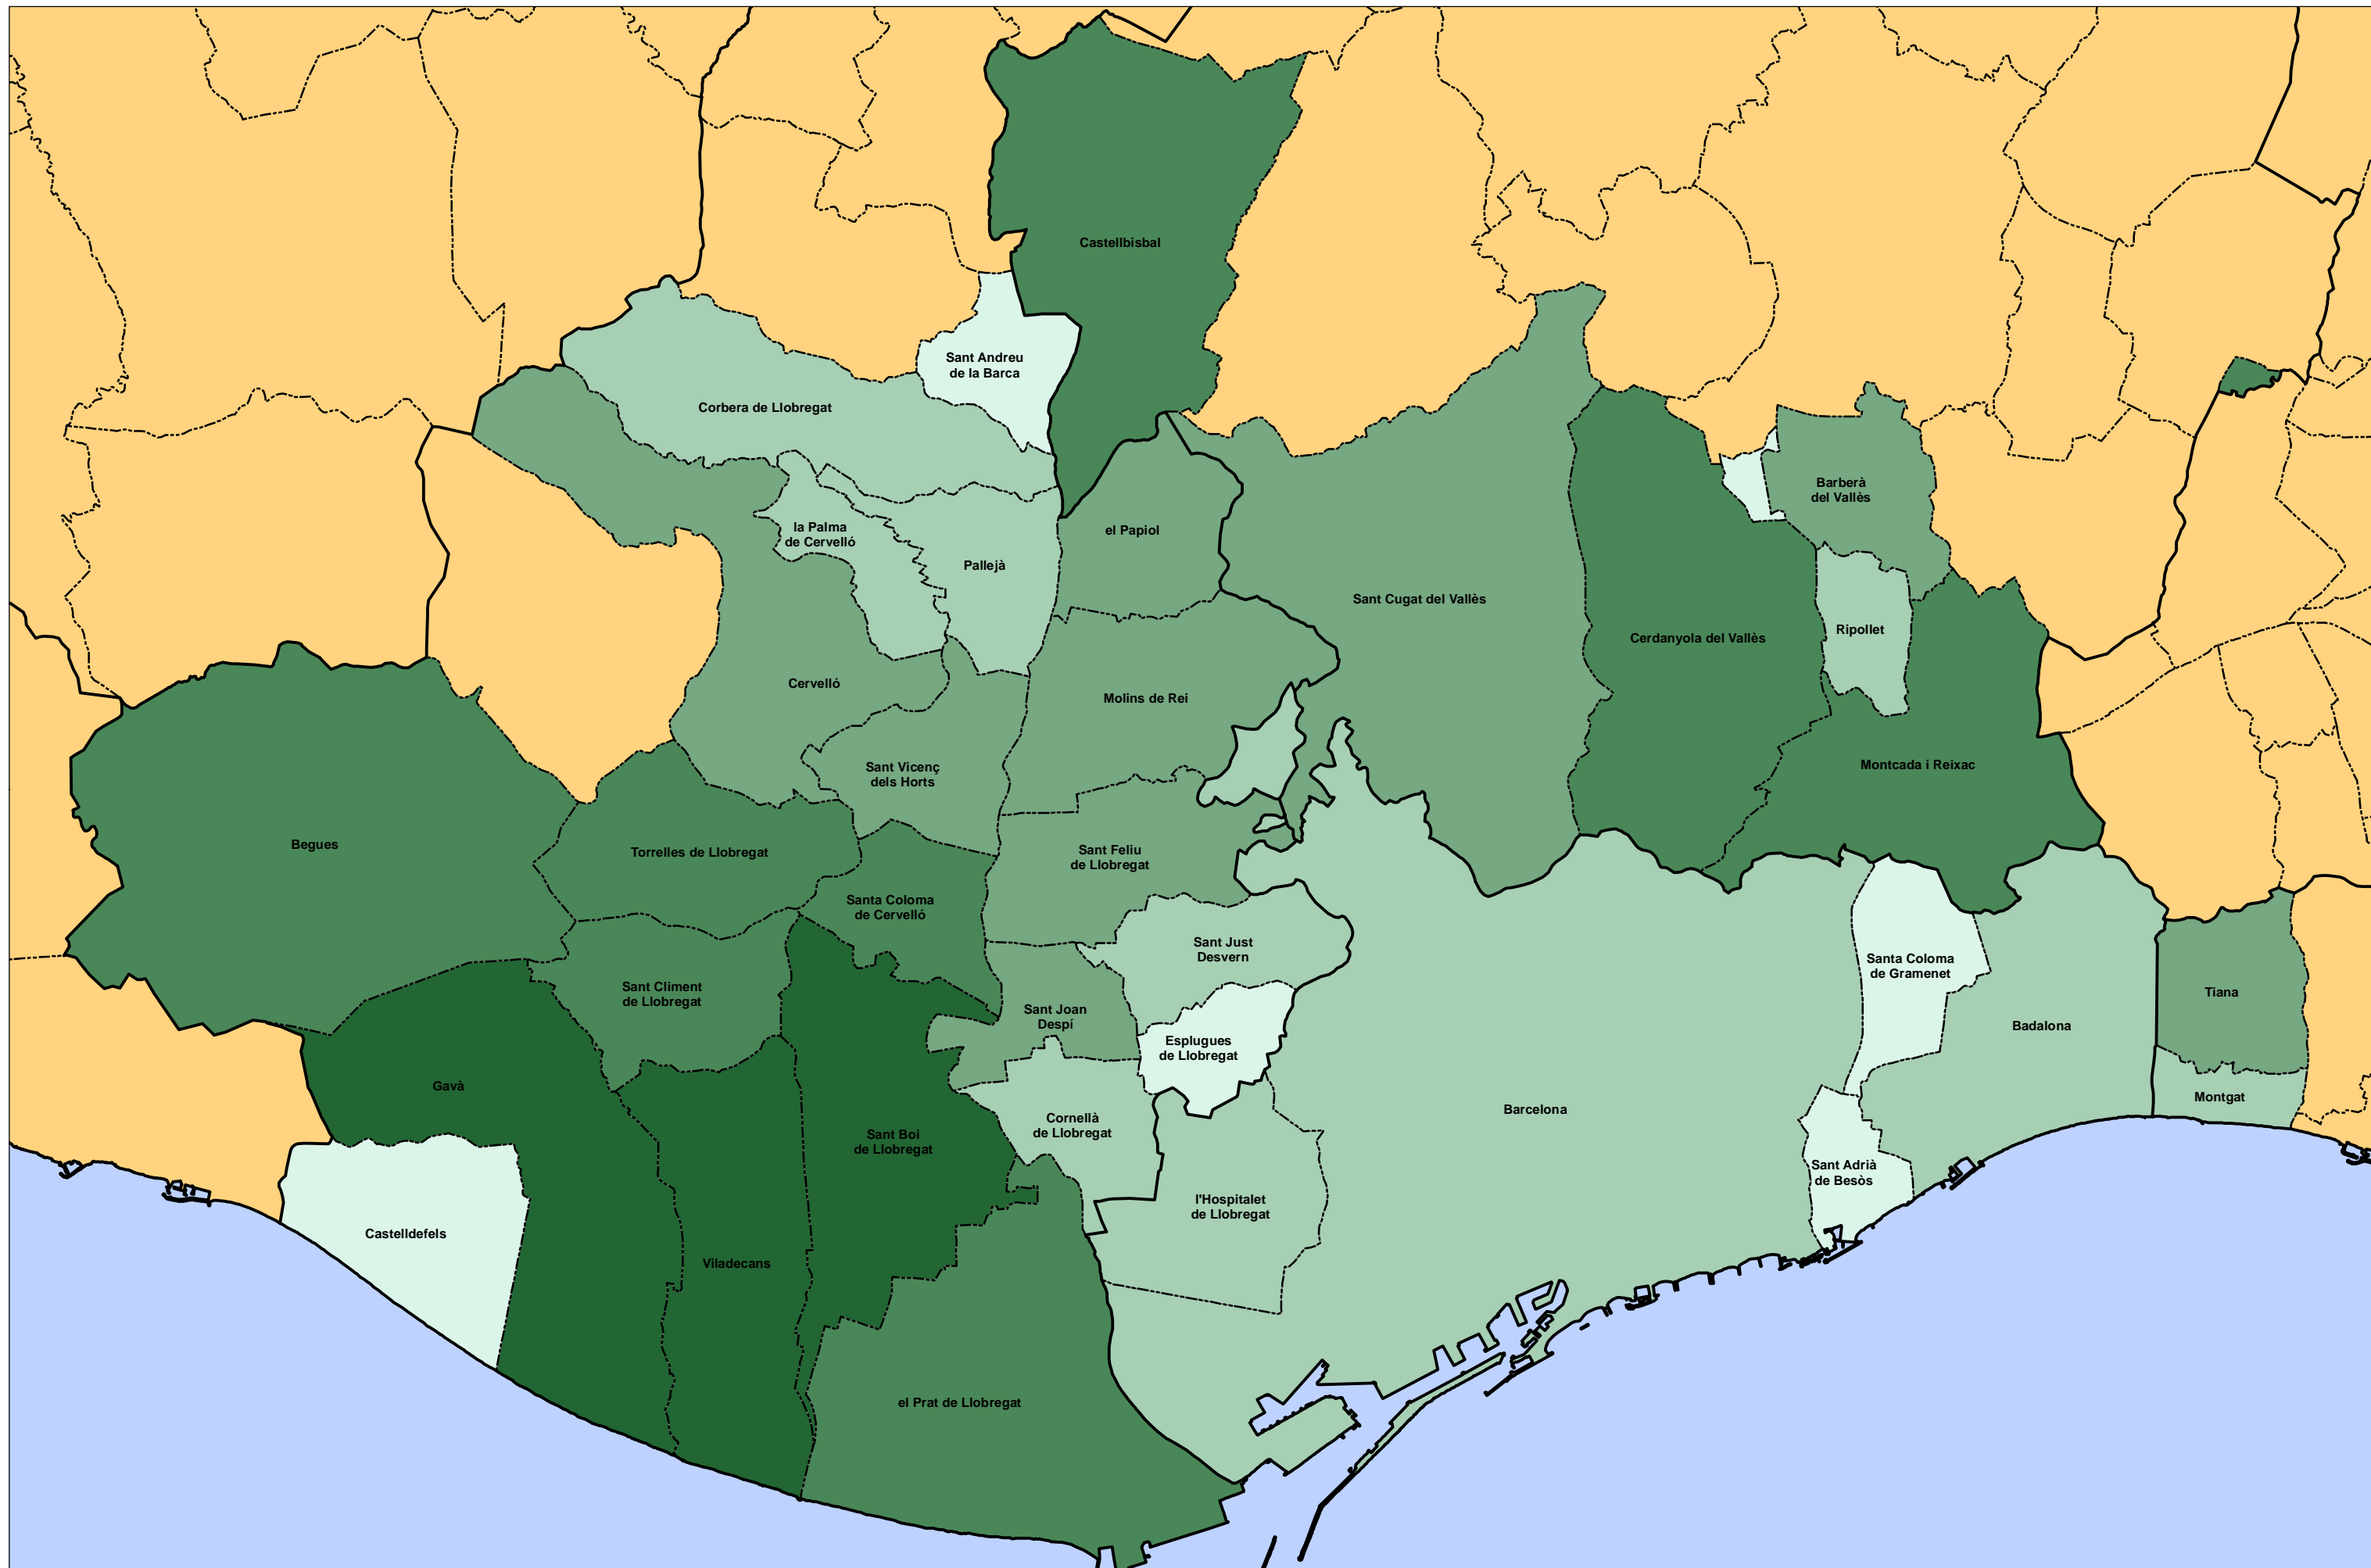 Castellbisbal
Sant Andreu
de la Barca
Corbera de Llobregat
Barberà
del Vallès
la Palma
de Cervelló
el Papiol
Pallejà
Sant Cugat del Vallès
Ripollet
Cerdanyola del Vallès
Cervelló
Molins de Rei
Sant Vicenç
dels Horts
Montcada i Reixac
Begues
Torrelles de Llobregat
Sant Feliu
de Llobregat
Santa Coloma
de Cervelló
Sant Just
Desvern
Santa Coloma
de Gramenet
Sant Climent
de Llobregat
Tiana
Sant Joan
Despí
Badalona
Esplugues
de Llobregat
Gavà
Montgat
Barcelona
Cornellà
de Llobregat
Sant Boi
de Llobregat
Sant Adrià
de Besòs
l'Hospitalet
de Llobregat
Castelldefels
Viladecans
el Prat de Llobregat